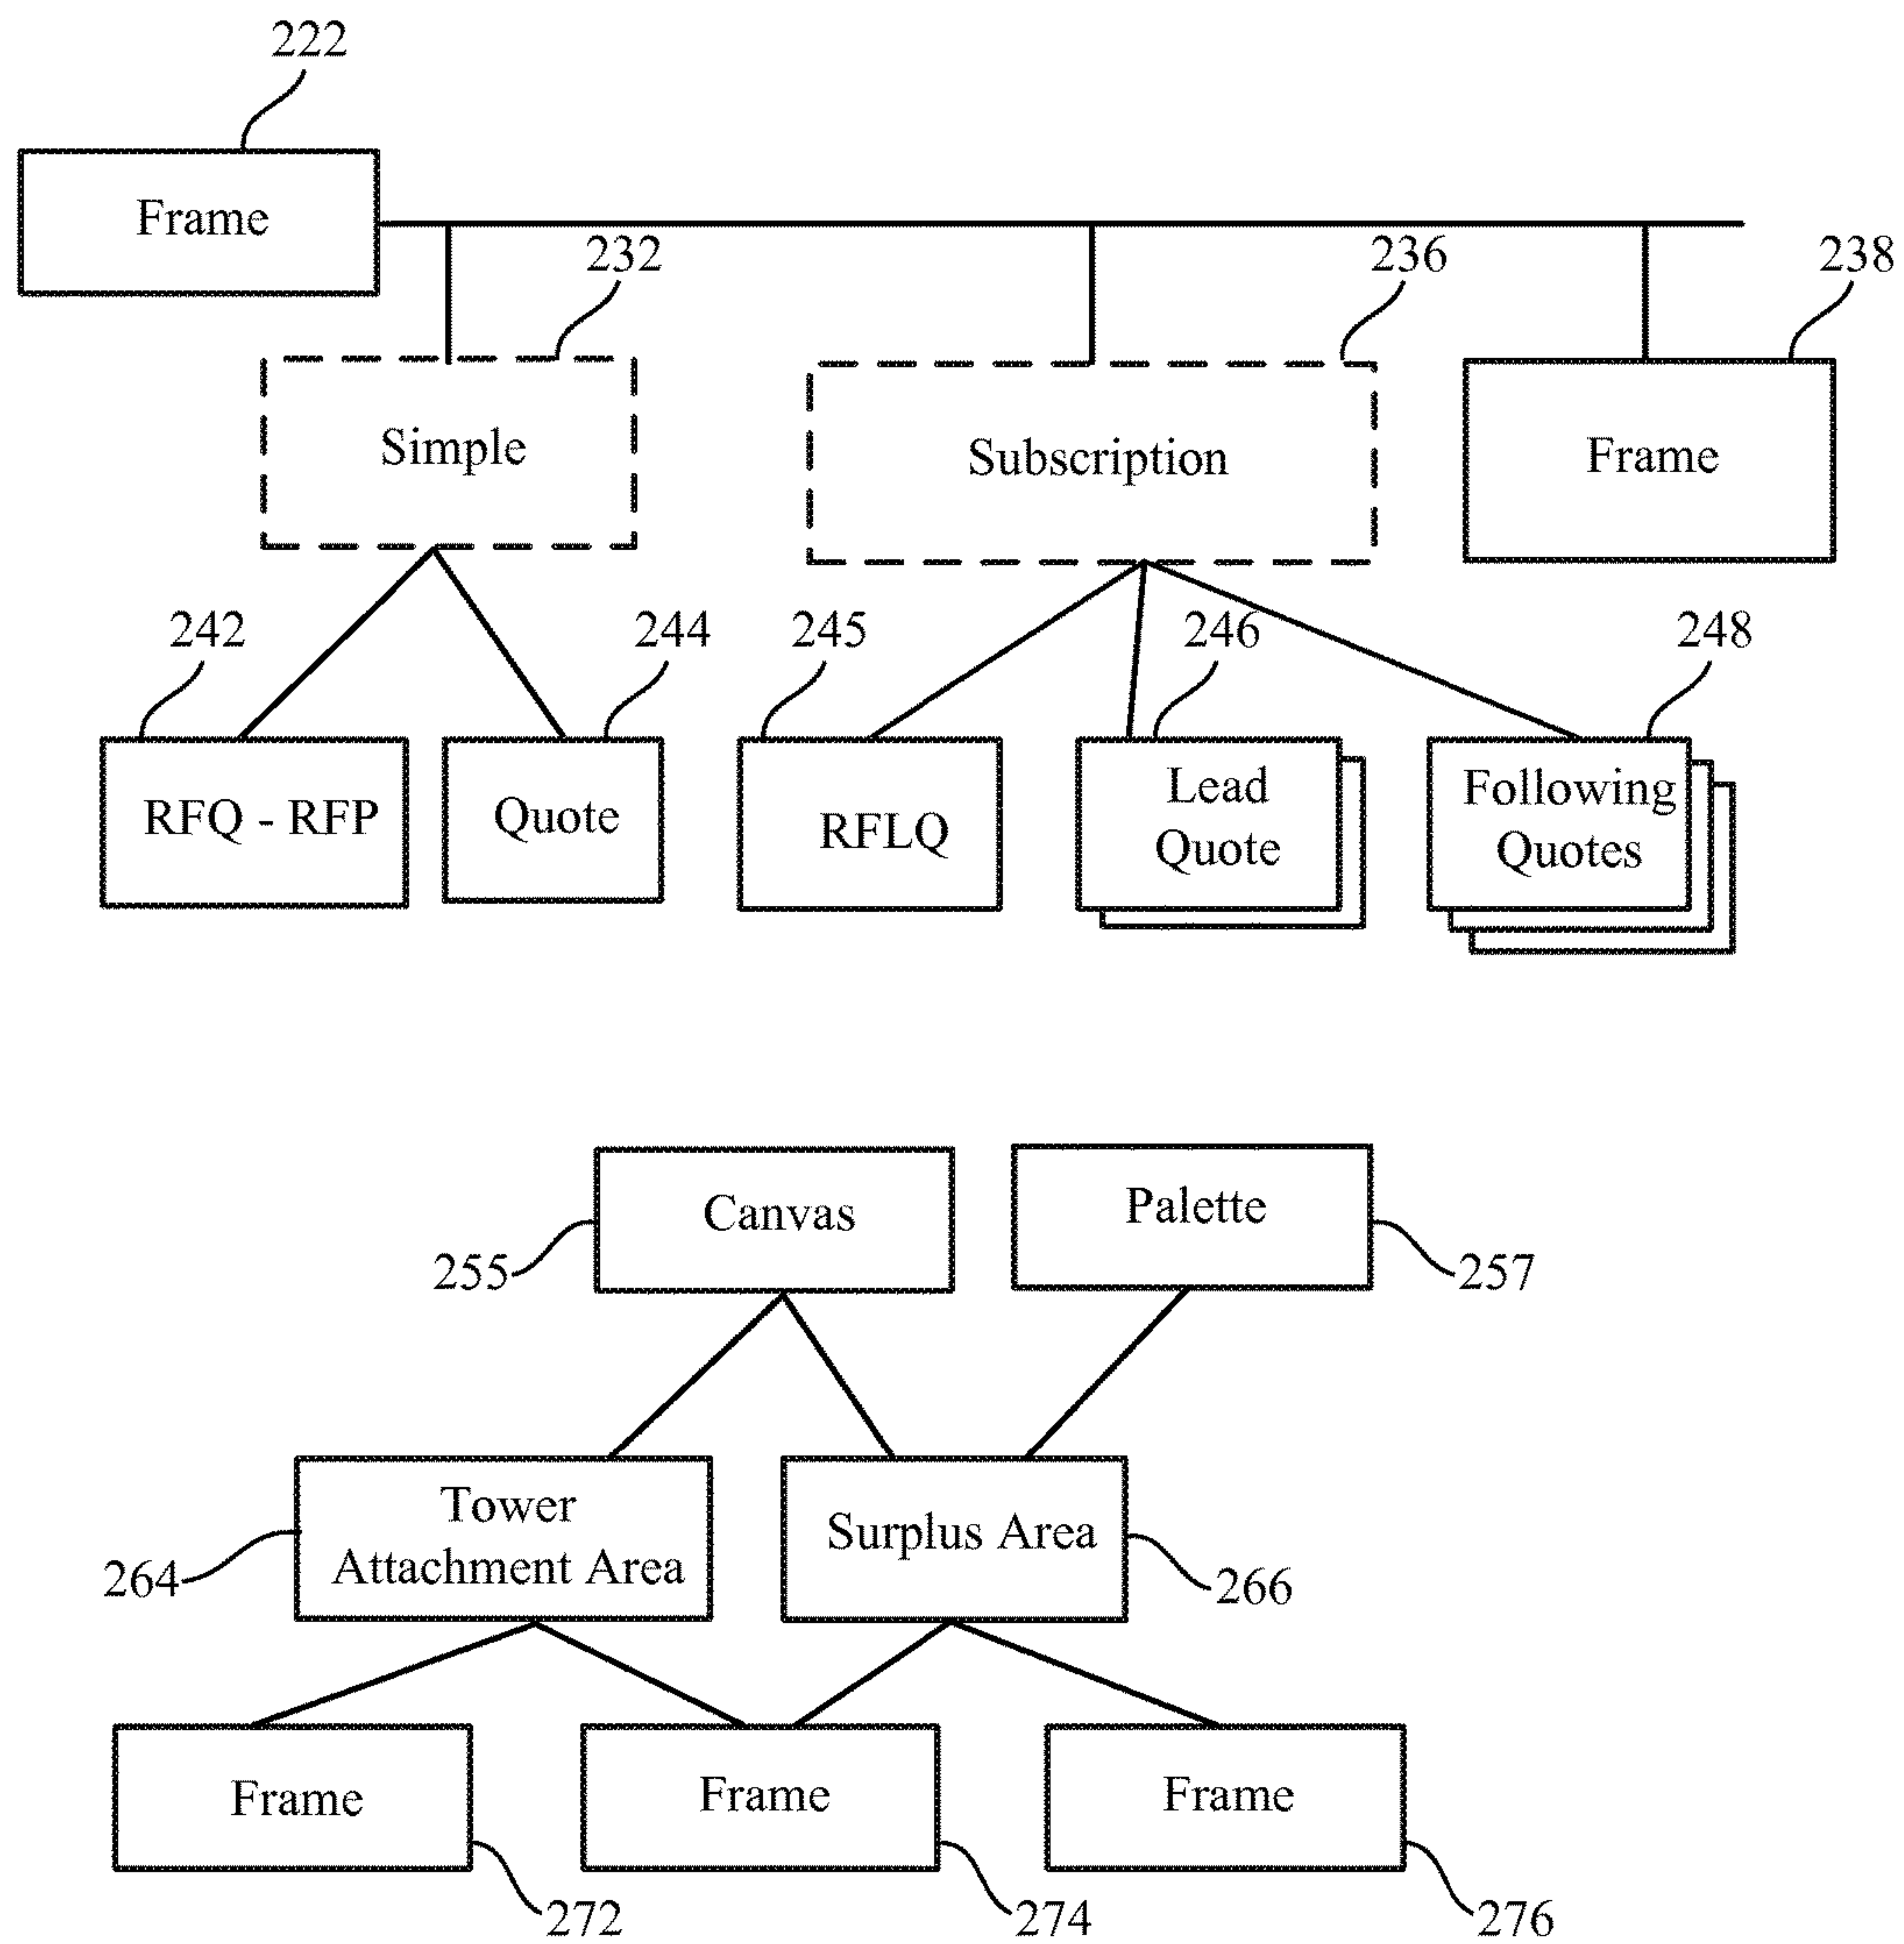 222
Frame
232
236
238
Simple
Subscription
Frame
242
244
245
246
248
RFQ - RFP
Quote
RFLQ
Lead
Quote
Following
Quotes
Canvas
Palette
255
257
Tower
Attachment Area
Surplus Area
264
266
Frame
Frame
Frame
272
274
276